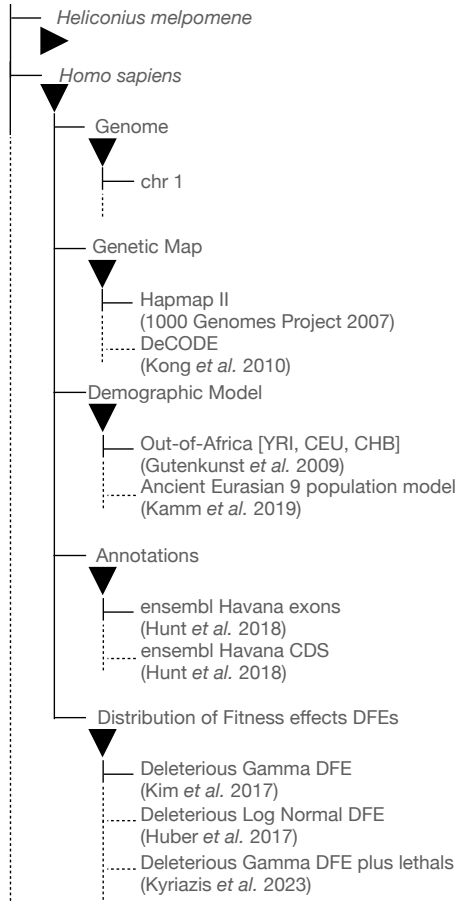 Heliconius melpomene
Homo sapiens
Genome
chr 1
Genetic Map
Hapmap II
(1000 Genomes Project 2007)
DeCODE
(Kong et al. 2010)
Demographic Model
Out-of-Africa [YRI, CEU, CHB]
(Gutenkunst et al. 2009)
Ancient Eurasian 9 population model
(Kamm et al. 2019)
Annotations
ensembl Havana exons
(Hunt et al. 2018)
ensembl Havana CDS
(Hunt et al. 2018)
Distribution of Fitness effects DFEs
Deleterious Gamma DFE
(Kim et al. 2017)
Deleterious Log Normal DFE
(Huber et al. 2017)
Deleterious Gamma DFE plus lethals
(Kyriazis et al. 2023)